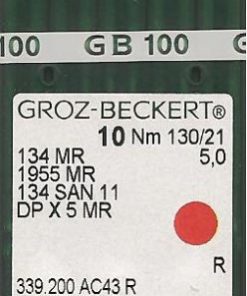 100 GB 100 G
GROZ-BECKERT®
10 Nm 130/21
134 MR 5,0
1955 MR
134 SAN 11
DP X 5 MR
R
339.200 AC43 R